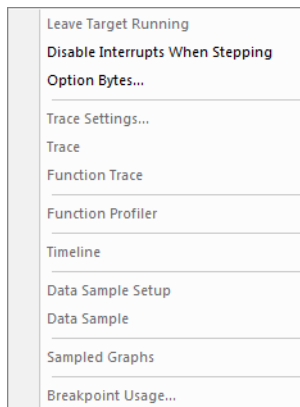 Leave Target Running
Disable Interrupts When Stepping
Option Bytes...
Trace Settings...
Trace
Function Trace
Function Profiler
Timeline
Data Sample Setup
Data Sample
Sampled Graphs
Breakpoint Usage...